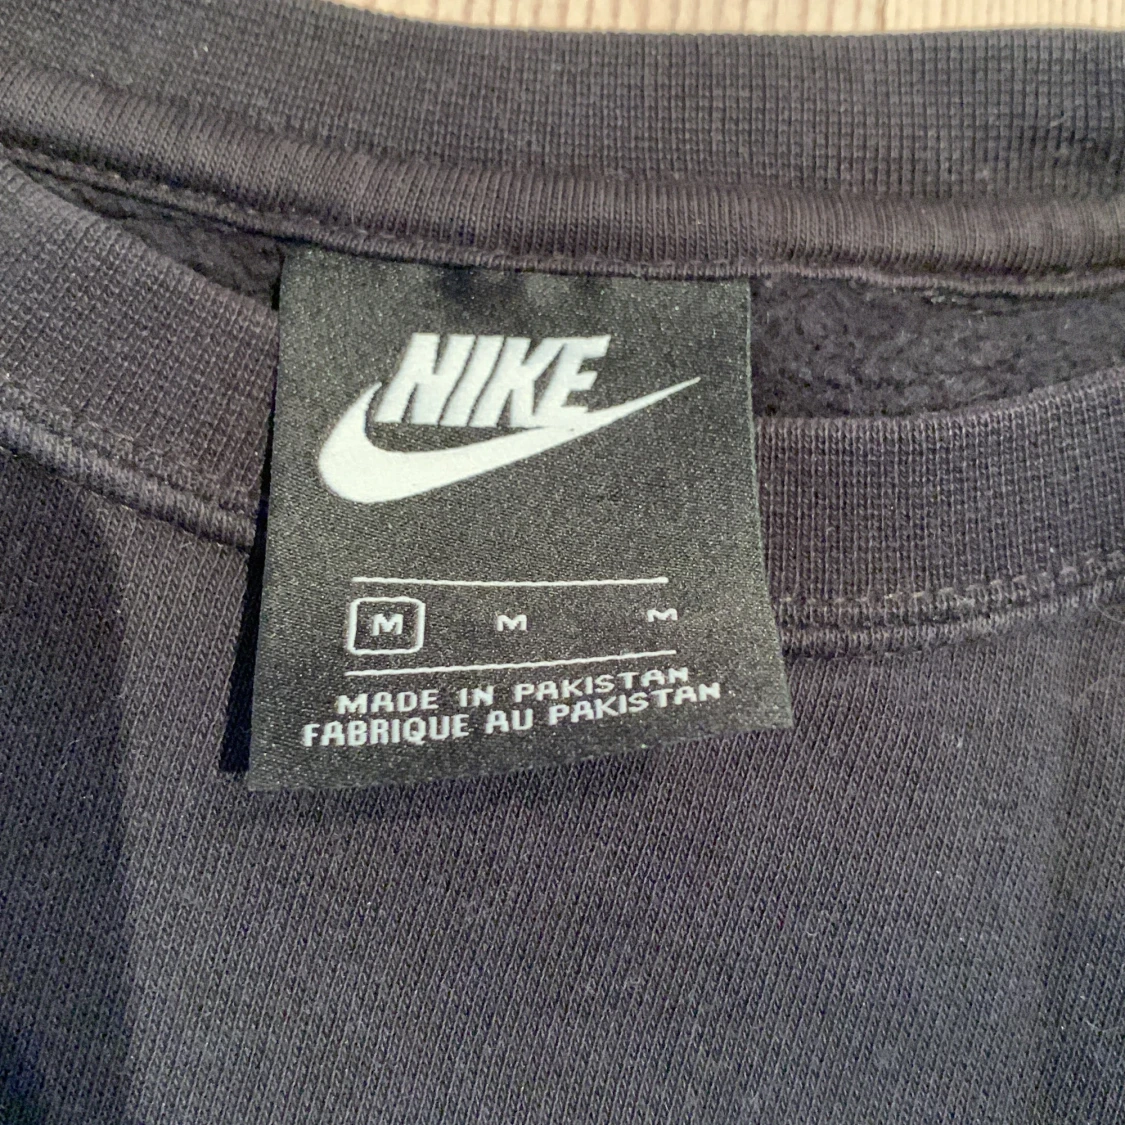 NIKE
M M M
MADE IN PAKISTAN
FABRIQUE AU PAKISTAN